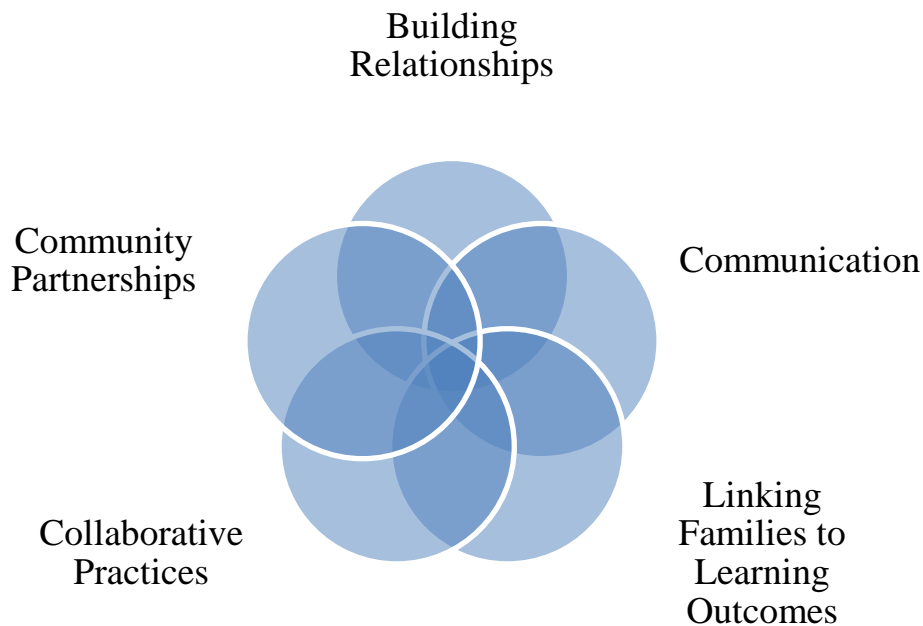 Building
Relationships
Community
Partnerships
Communication
Collaborative
Practices
Linking
Families to
Learning
Outcomes